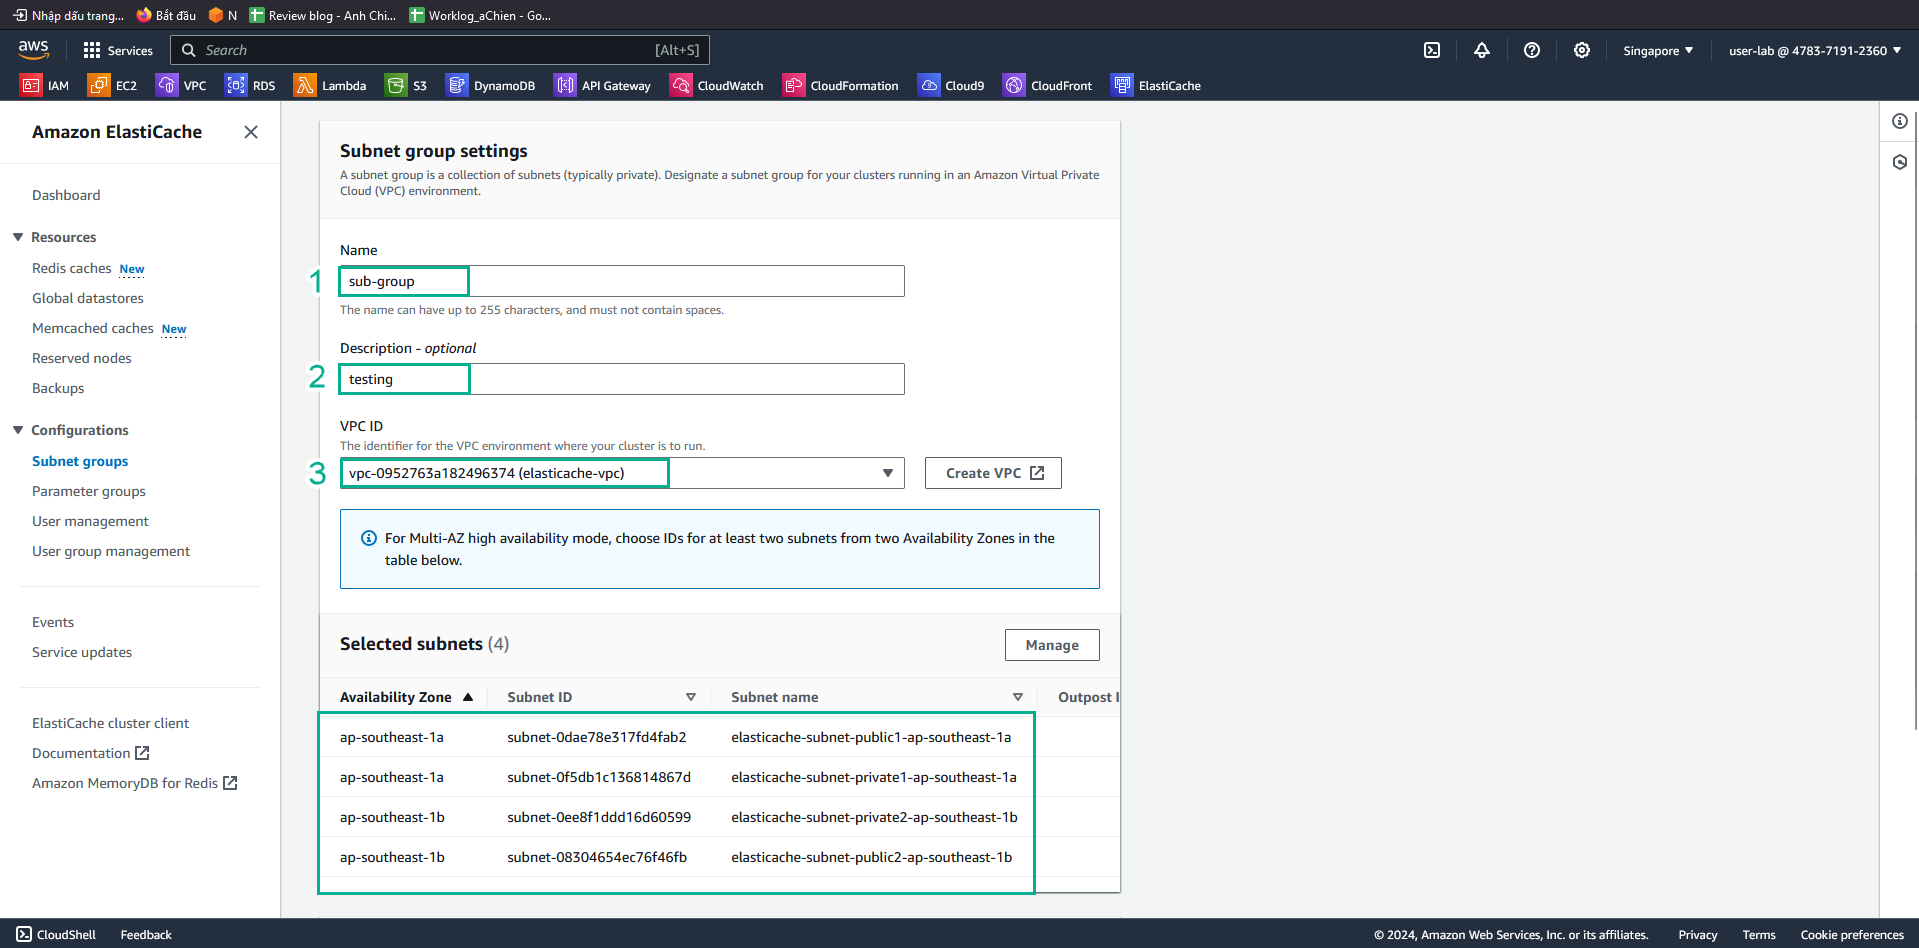 Nhập dấu trang...
Bắt đầu
N
Review blog - Anh Chi...
Worklog_aChien - Go...
aws
Services
Search
[Alt+S]
Singapore
user-lab @ 4783-7191-2360
IAM
EC2
VPC
RDS
Lambda
S3
DynamoDB
API Gateway
CloudWatch
CloudFormation
Cloud9
CloudFront
ElastiCache
Amazon ElastiCache
Dashboard
Resources
Redis caches New
Global datastores
Memcached caches New
Reserved nodes
Backups
Configurations
Subnet groups
Parameter groups
User management
User group management
Events
Service updates
ElastiCache cluster client
Documentation
Amazon MemoryDB for Redis
Subnet group settings
A subnet group is a collection of subnets (typically private). Designate a subnet group for your clusters running in an Amazon Virtual Private
Cloud (VPC) environment.
Name
1
sub-group
The name can have up to 255 characters, and must not contain spaces.
Description - optional
2
testing
VPC ID
The identifier for the VPC environment where your cluster is to run.
3
vpc-0952763a182496374 (elasticache-vpc)
Create VPC
For Multi-AZ high availability mode, choose IDs for at least two subnets from two Availability Zones in the
table below.
Selected subnets (4)
Manage
Availability Zone Subnet ID Subnet name Outpost I
ap-southeast-1a subnet-0dae78e317fd4fab2 elasticache-subnet-public1-ap-southeast-1a
ap-southeast-1a subnet-0f5db1c136814867d elasticache-subnet-private1-ap-southeast-1a
ap-southeast-1b subnet-0ee8f1ddd16d60599 elasticache-subnet-private2-ap-southeast-1b
ap-southeast-1b subnet-08304654ec76f46fb elasticache-subnet-public2-ap-southeast-1b
CloudShell
Feedback
© 2024, Amazon Web Services, Inc. or its affiliates.
Privacy
Terms
Cookie preferences